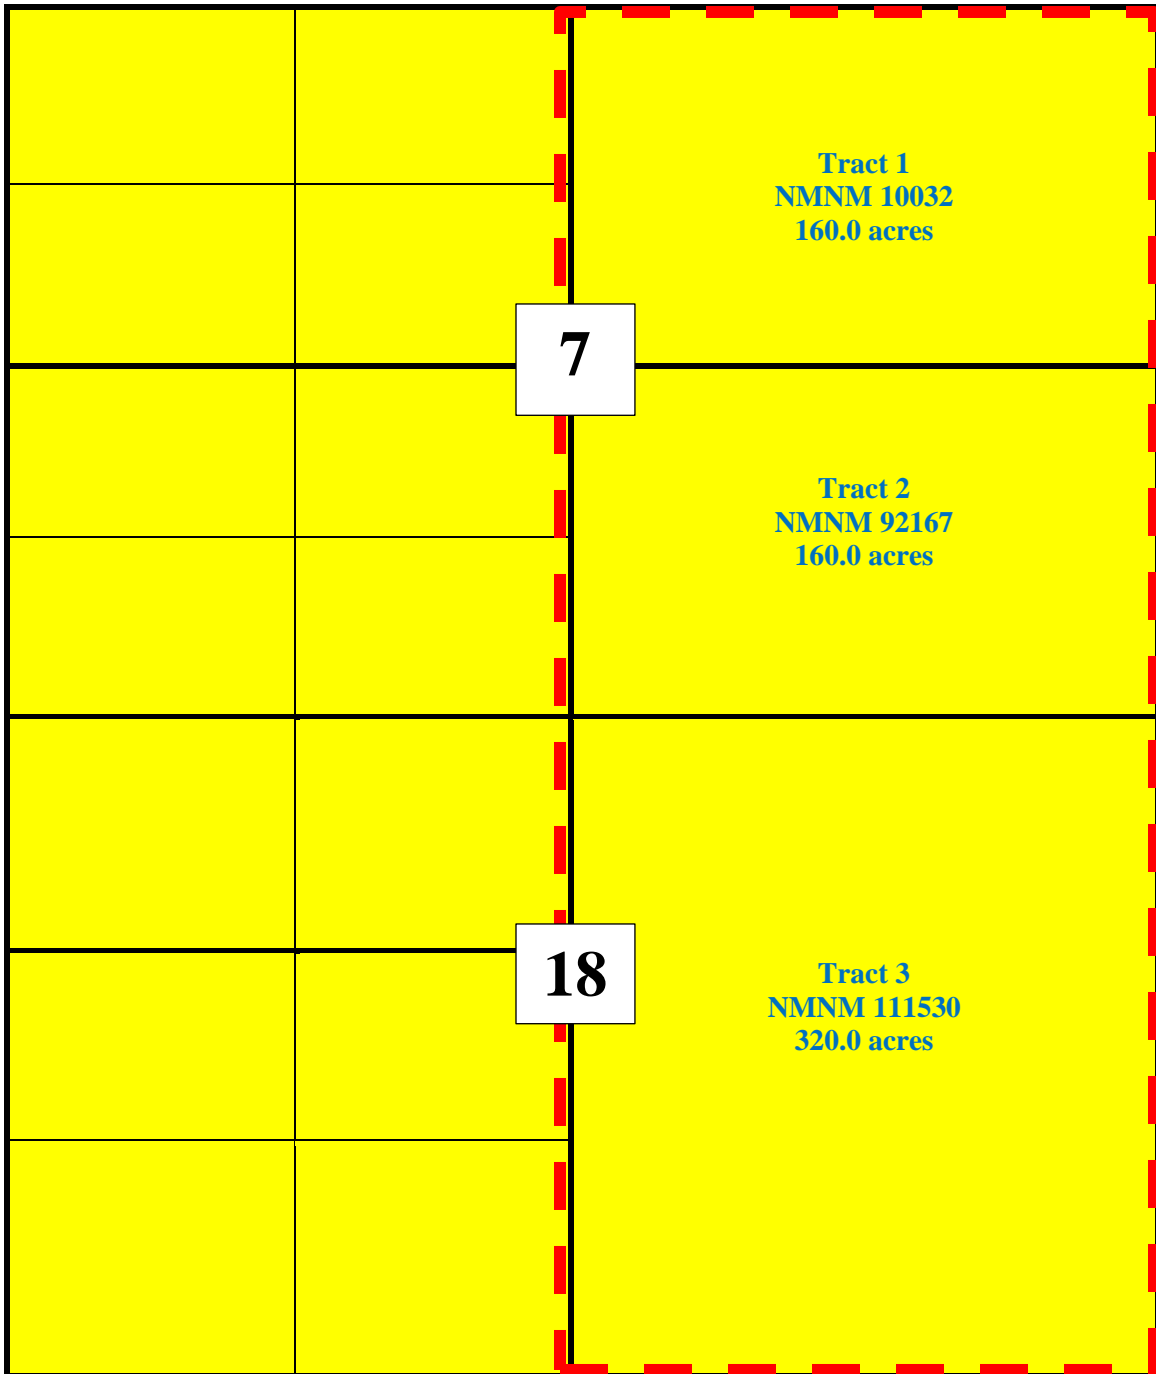 Tract 1
NMNM 10032
160.0 acres
7
Tract 2
NMNM 92167
160.0 acres
18
Tract 3
NMNM 111530
320.0 acres